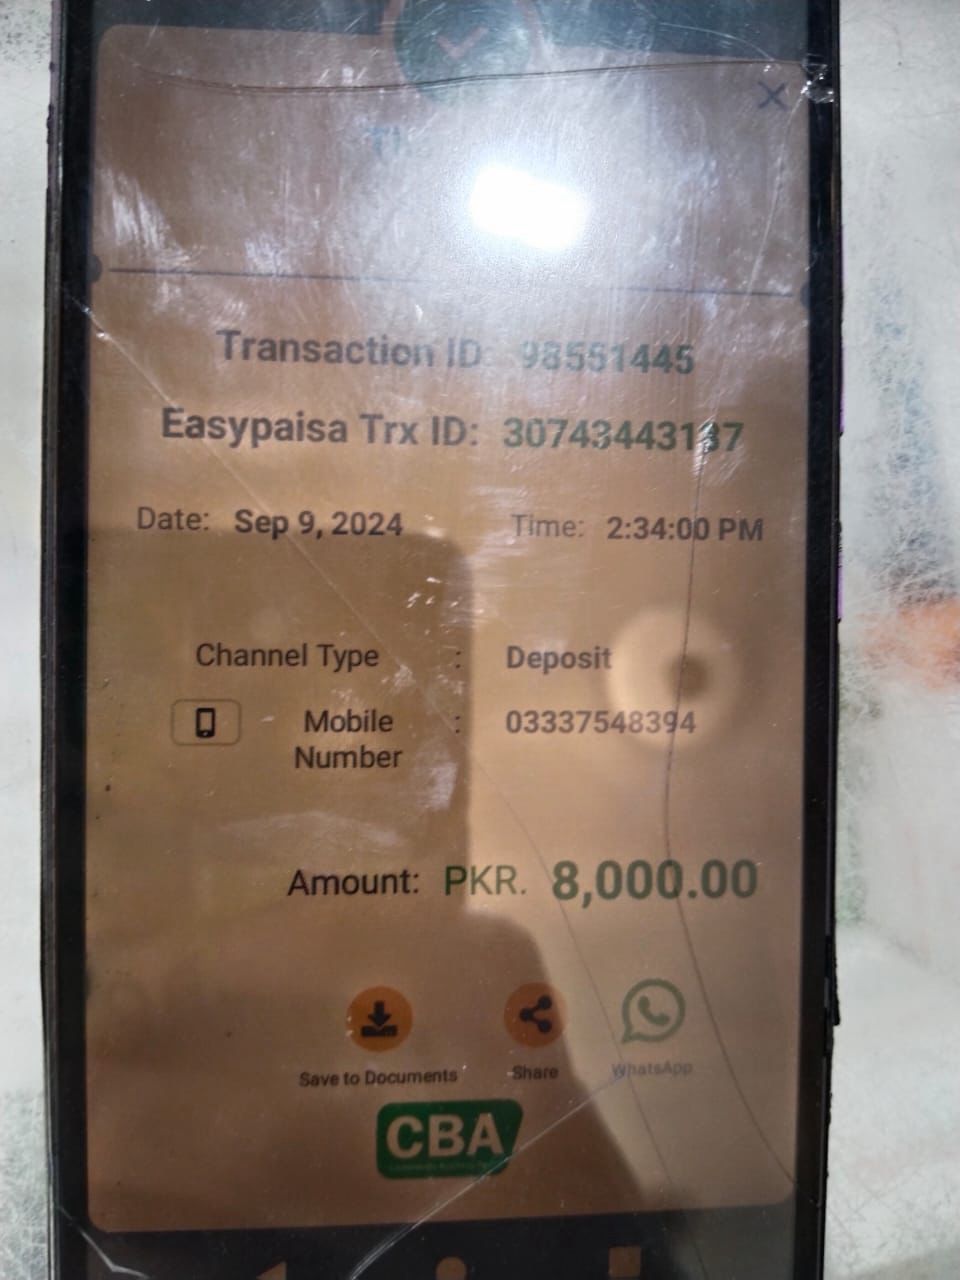 Transaction ID: 98551445
Easypaisa Trx ID: 30743443187
Date: Sep 9, 2024 Time: 2:34:00 PM
Channel Type : Deposit
Mobile Number : 03337548394
Amount: PKR. 8,000.00
Save to Documents Share WhatsApp
CBA